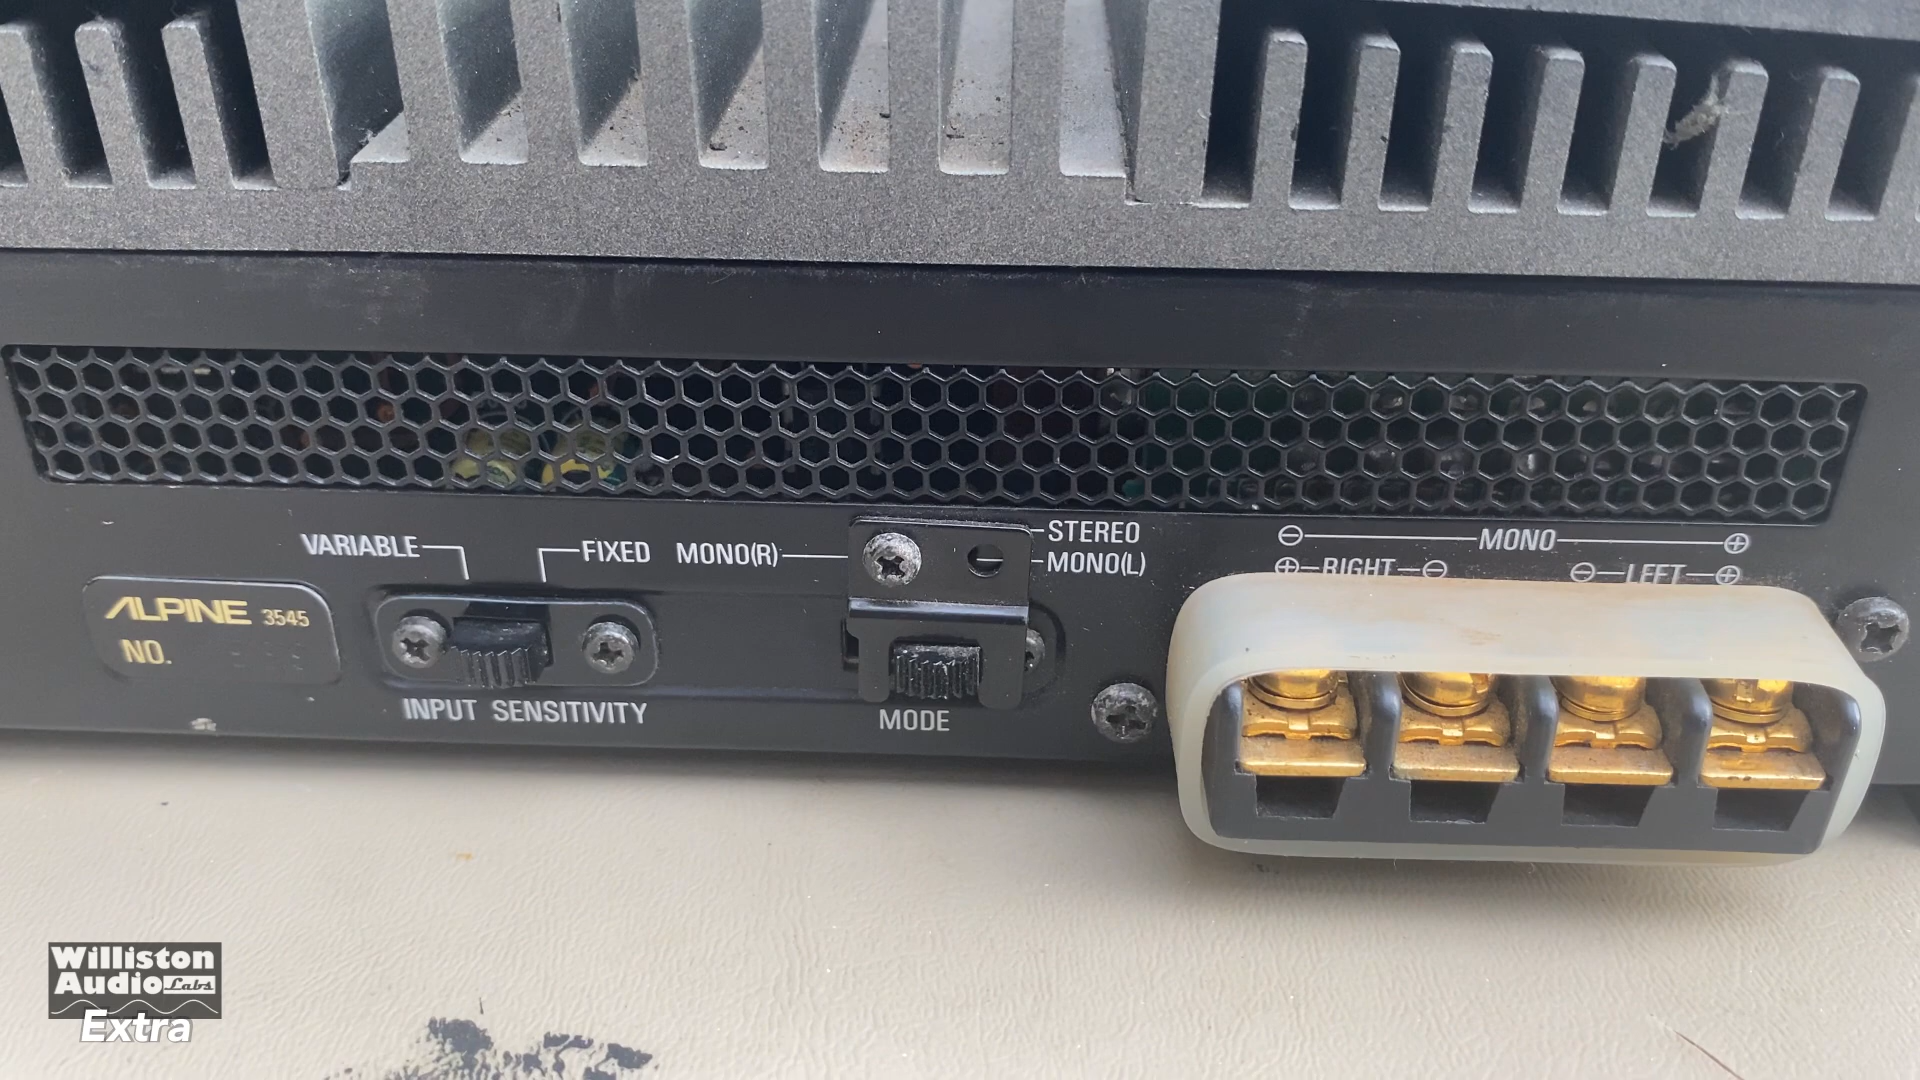 VARIABLE
FIXED
MONO(R)
STEREO
MONO(L)
⊖ MONO ⊕
⊕ RIGHT ⊖
⊖ LEFT ⊕
ALPINE 3545
NO.
INPUT SENSITIVITY
MODE
Williston
Audio Labs
Extra